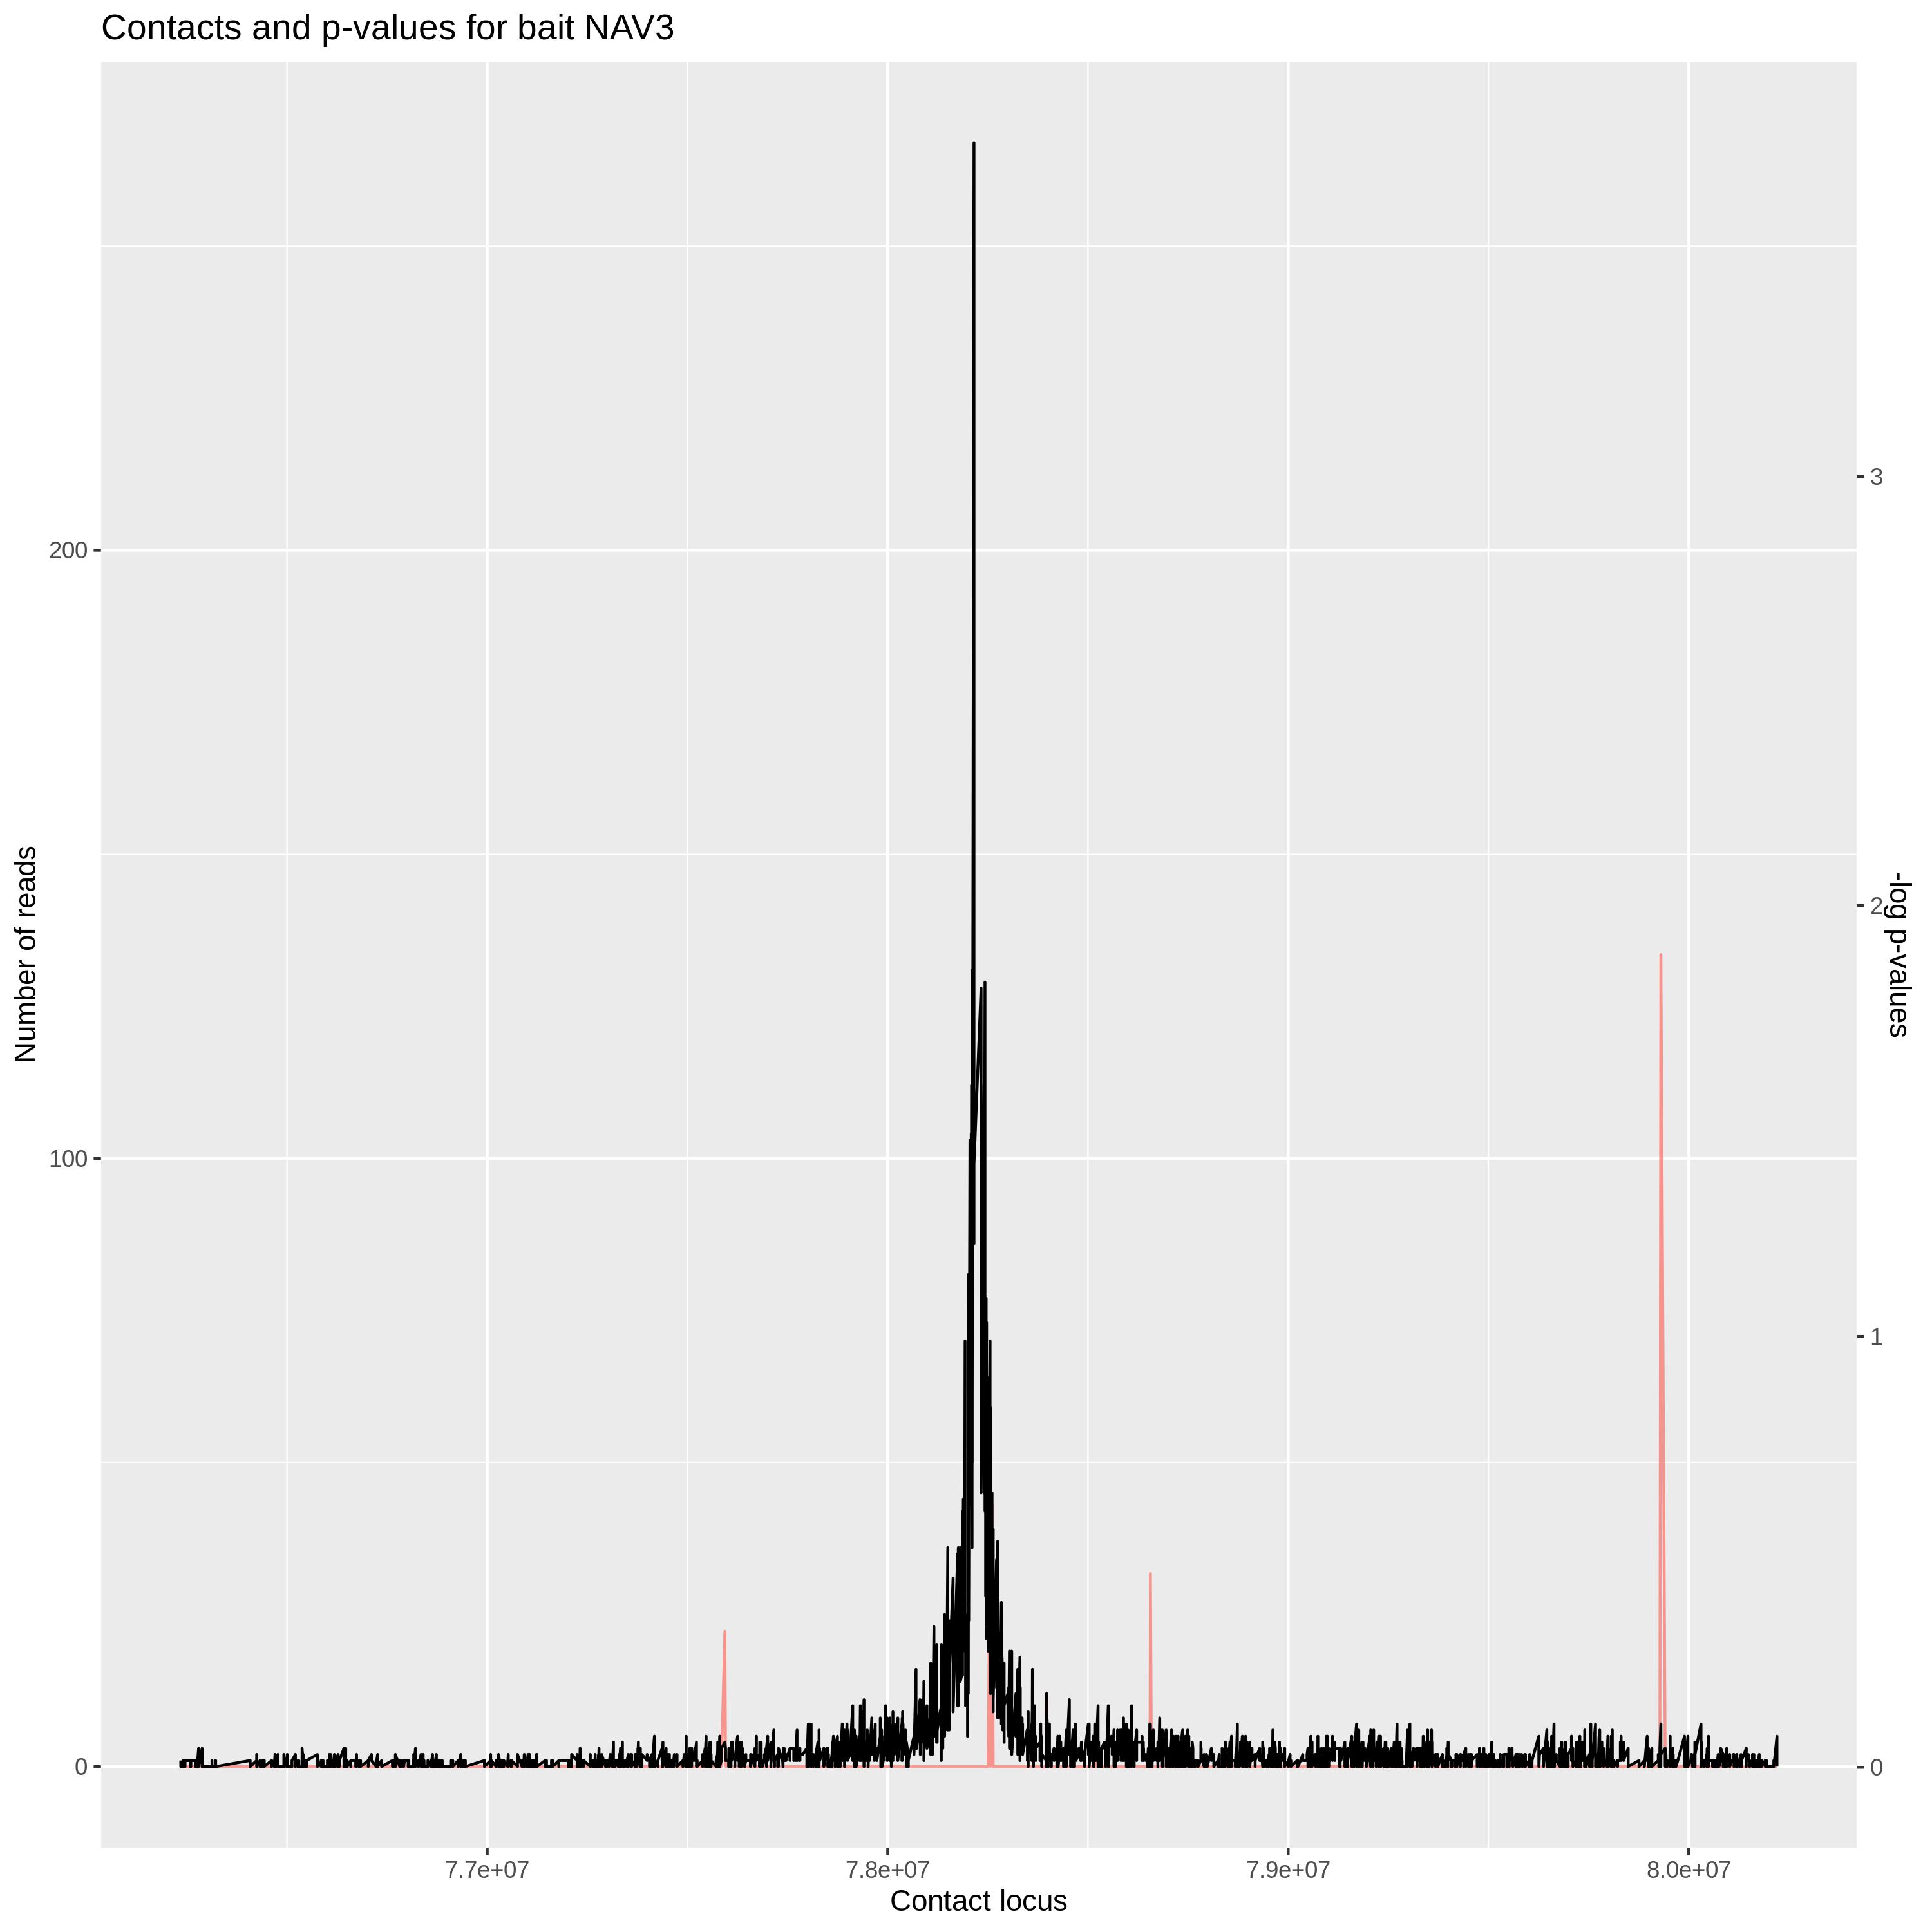 Contacts and p-values for bait NAV3
Number of reads
200
100
0
3
2
1
0
-log p-values
7.7e+07
7.8e+07
7.9e+07
8.0e+07
Contact locus